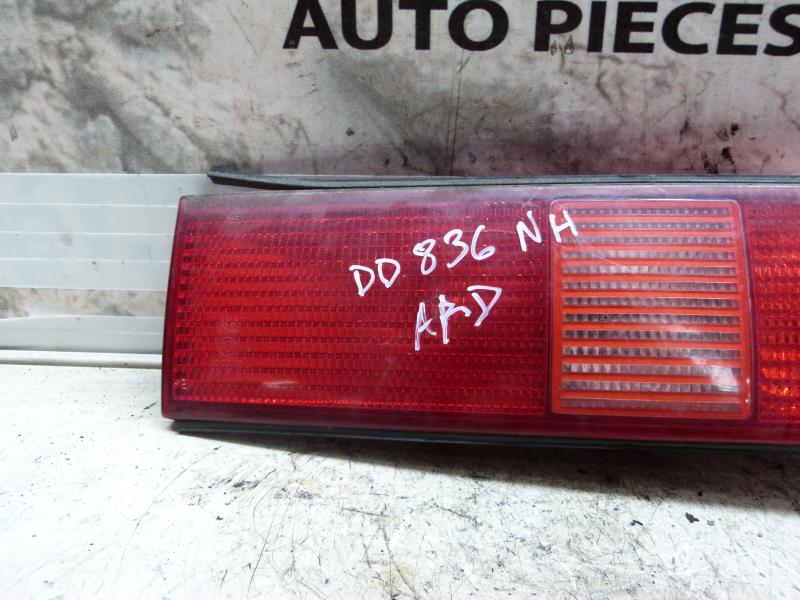 AUTO PIECES
DD 836 NH
ARD